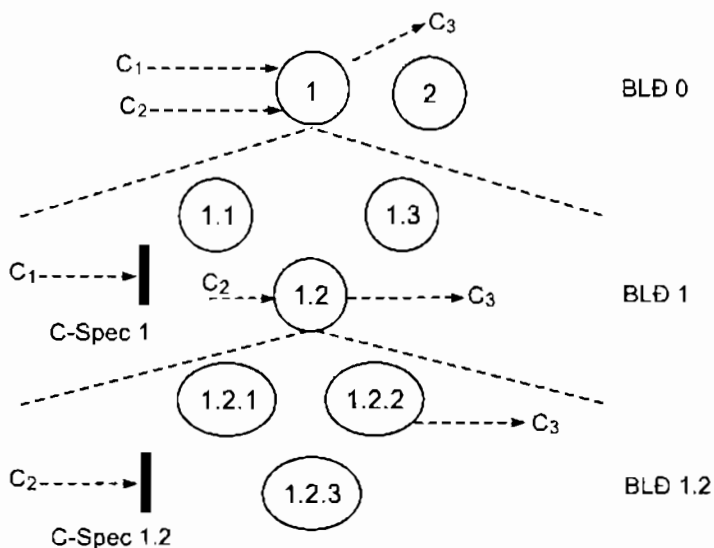 C₃
C₁
1
2
BLĐ 0
C₂
1.1
1.3
C₁
C₂
1.2
C₃
BLĐ 1
C-Spec 1
1.2.1
1.2.2
C₃
C₂
1.2.3
BLĐ 1.2
C-Spec 1.2